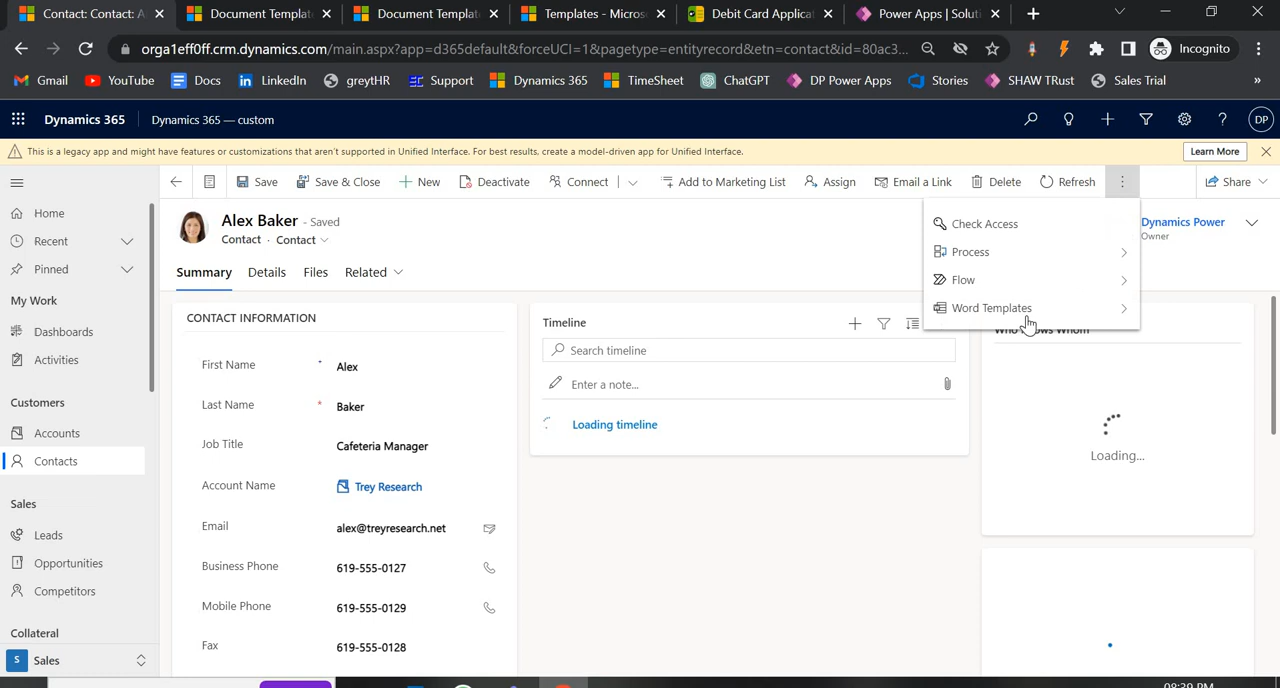 Contact: Contact: A
Document Templat
Document Templat
Templates - Micros
Debit Card Applica
Power Apps | Soluti
orga1eff0ff.crm.dynamics.com/main.aspx?app=d365default&forceUCI=1&pagetype=entityrecord&etn=contact&id=80ac3...
Incognito
Gmail
YouTube
Docs
LinkedIn
greytHR
Support
Dynamics 365
TimeSheet
ChatGPT
DP Power Apps
Stories
SHAW TRust
Sales Trial
Dynamics 365
Dynamics 365 — custom
DP
This is a legacy app and might have features or customizations that aren't supported in Unified Interface. For best results, create a model-driven app for Unified Interface.
Learn More
Save
Save & Close
New
Deactivate
Connect
Add to Marketing List
Assign
Email a Link
Delete
Refresh
Share
Home
Recent
Pinned
My Work
Dashboards
Activities
Customers
Accounts
Contacts
Sales
Leads
Opportunities
Competitors
Collateral
S
Sales
Alex Baker - Saved
Contact · Contact
Dynamics Power
Owner
Summary
Details
Files
Related
Check Access
Process
Flow
Word Templates
CONTACT INFORMATION
First Name
*
Alex
Last Name
*
Baker
Job Title
Cafeteria Manager
Account Name
Trey Research
Email
alex@treyresearch.net
Business Phone
619-555-0127
Mobile Phone
619-555-0129
Fax
619-555-0128
Timeline
Search timeline
Enter a note...
Loading timeline
Who Knows Whom
Loading...
08:39 PM